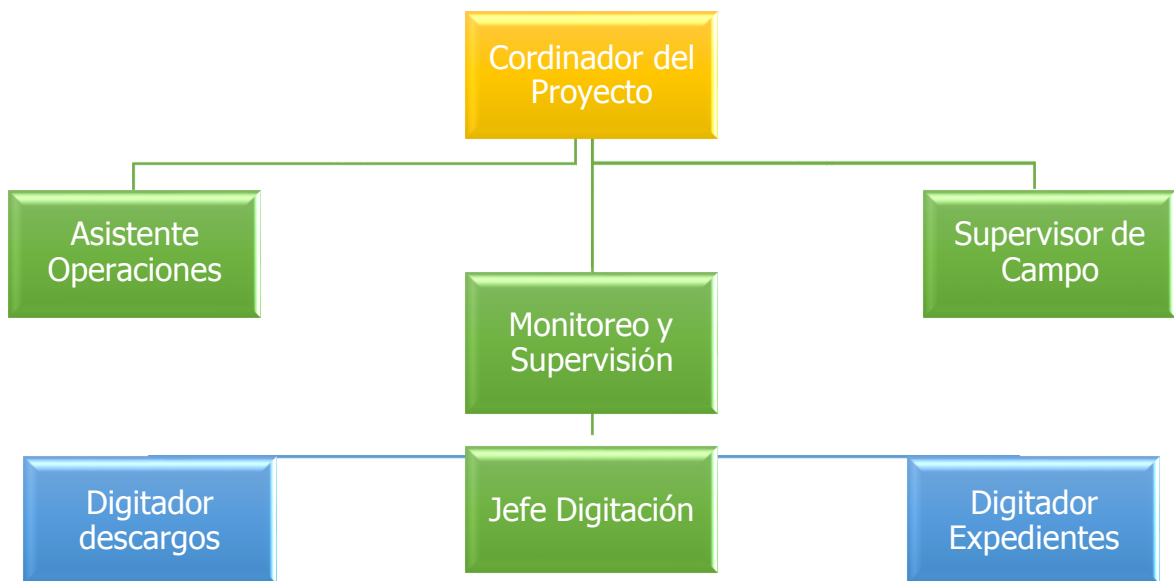 Cordinador del
Proyecto
Asistente
Operaciones
Supervisor de
Campo
Monitoreo y
Supervisión
Digitador
descargos
Jefe Digitación
Digitador
Expedientes